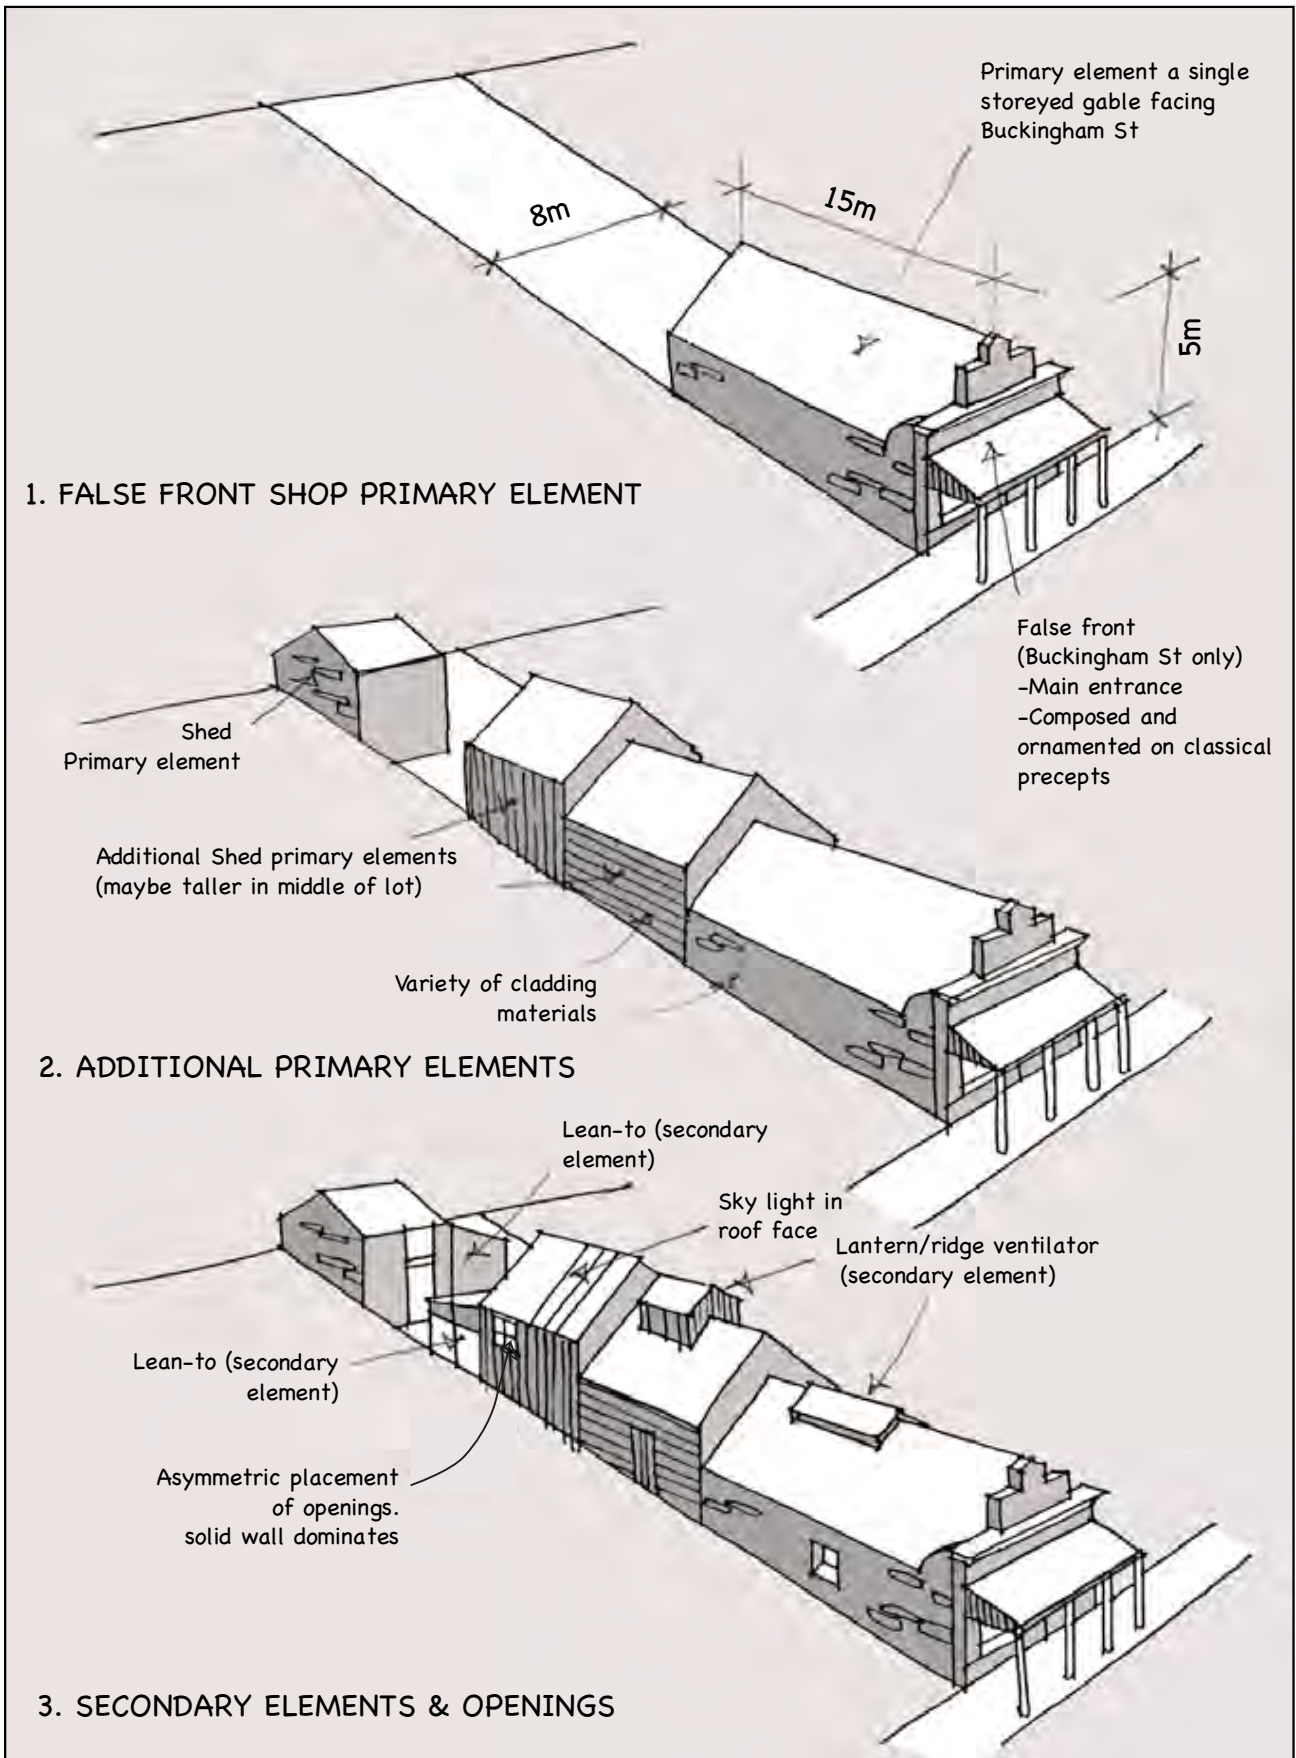 Primary element a single
storeyed gable facing
Buckingham St
15m
8m
5m
1. FALSE FRONT SHOP PRIMARY ELEMENT
False front
(Buckingham St only)
-Main entrance
-Composed and
ornamented on classical
precepts
Shed
Primary element
Additional Shed primary elements
(maybe taller in middle of lot)
Variety of cladding
materials
2. ADDITIONAL PRIMARY ELEMENTS
Lean-to (secondary
element)
Sky light in
roof face
Lantern/ridge ventilator
(secondary element)
Lean-to (secondary
element)
Asymmetric placement
of openings.
solid wall dominates
3. SECONDARY ELEMENTS & OPENINGS